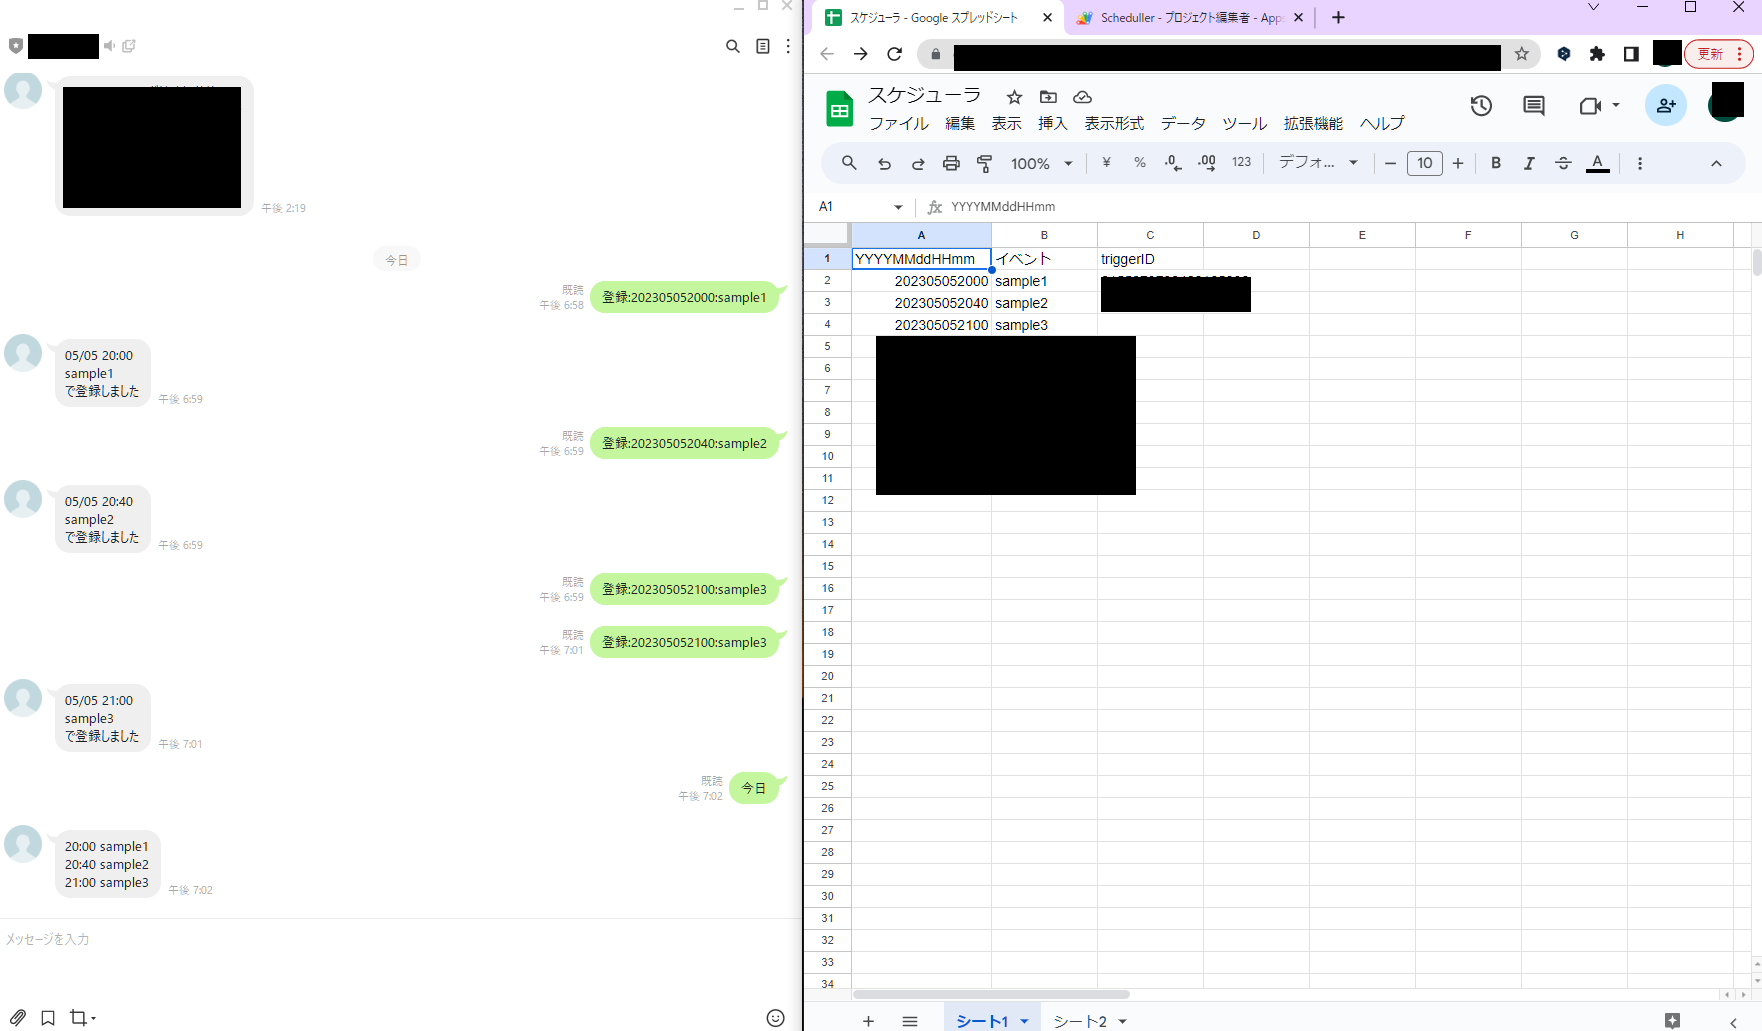 午後 2:19
今日
既読
午後 6:58
登録:202305052000:sample1
05/05 20:00
sample1
で登録しました
午後 6:59
既読
午後 6:59
登録:202305052040:sample2
05/05 20:40
sample2
で登録しました
午後 6:59
既読
午後 6:59
登録:202305052100:sample3
既読
午後 7:01
登録:202305052100:sample3
05/05 21:00
sample3
で登録しました
午後 7:01
既読
午後 7:02
今日
20:00 sample1
20:40 sample2
21:00 sample3
午後 7:02
メッセージを入力
スケジューラ - Google スプレッドシート
Scheduller - プロジェクト編集者 - Apps
更新
スケジューラ
ファイル 編集 表示 挿入 表示形式 データ ツール 拡張機能 ヘルプ
100% ¥ % .0 .00 123 デフォ... 10 B I A
A1 fx YYYYMMddHHmm
A B C D E F G H
1 YYYYMMddHHmm イベント triggerID
2 202305052000 sample1
3 202305052040 sample2
4 202305052100 sample3
5
6
7
8
9
10
11
12
13
14
15
16
17
18
19
20
21
22
23
24
25
26
27
28
29
30
31
32
33
34
シート1 シート2